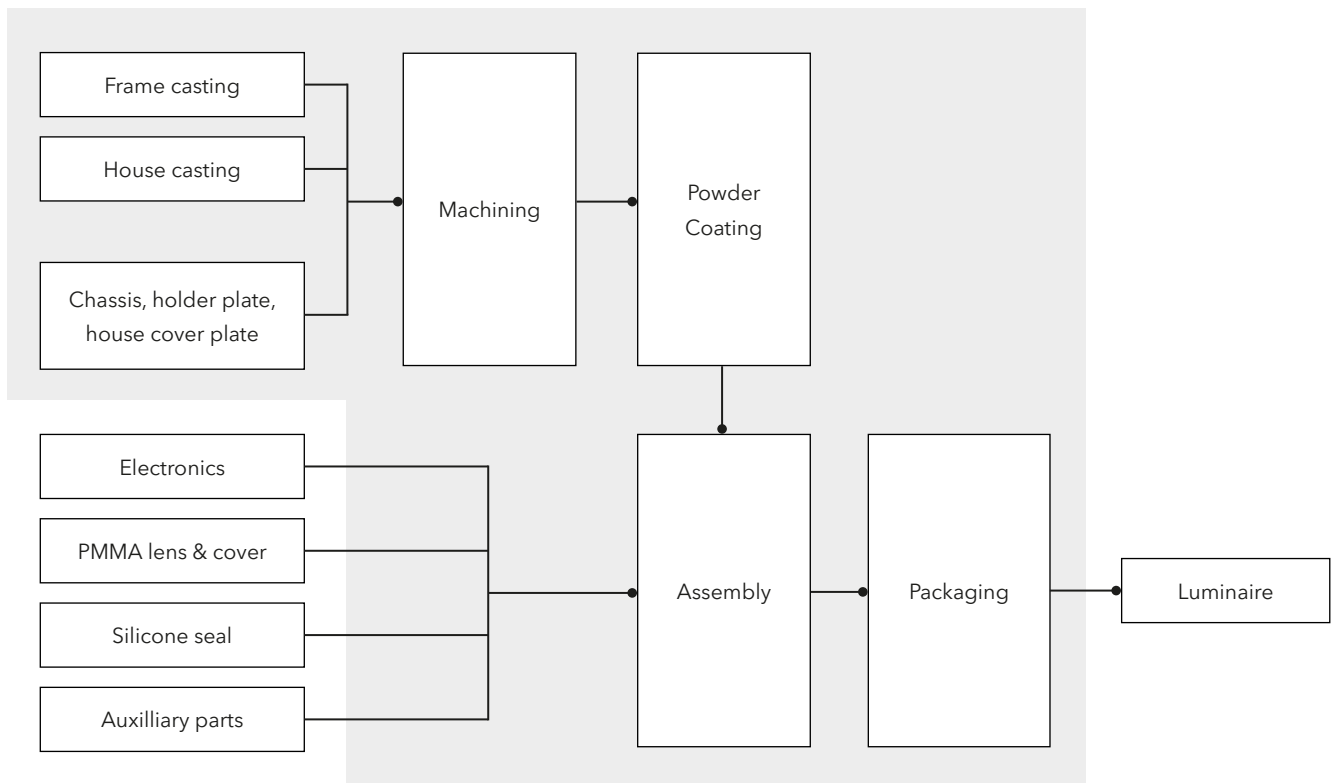 Frame casting
House casting
Chassis, holder plate,
house cover plate
Machining
Powder
Coating
Electronics
PMMA lens & cover
Silicone seal
Auxilliary parts
Assembly
Packaging
Luminaire